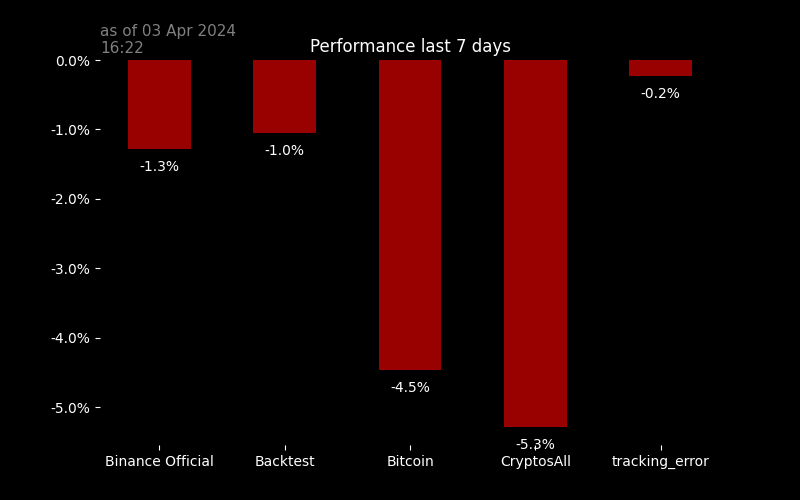 as of 03 Apr 2024
16:22
Performance last 7 days
0.0%
-1.0%
-2.0%
-3.0%
-4.0%
-5.0%
-1.3%
-1.0%
-4.5%
-5.3%
-0.2%
Binance Official
Backtest
Bitcoin
CryptosAll
tracking_error